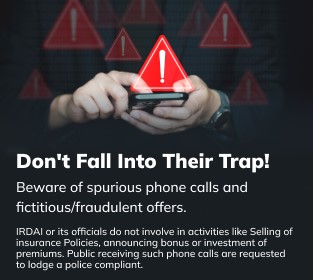 Don't Fall Into Their Trap!
Beware of spurious phone calls and
fictitious/fraudulent offers.
IRDAI or its officials do not involve in activities like Selling of
insurance Policies, announcing bonus or investment of
premiums. Public receiving such phone calls are requested
to lodge a police compliant.